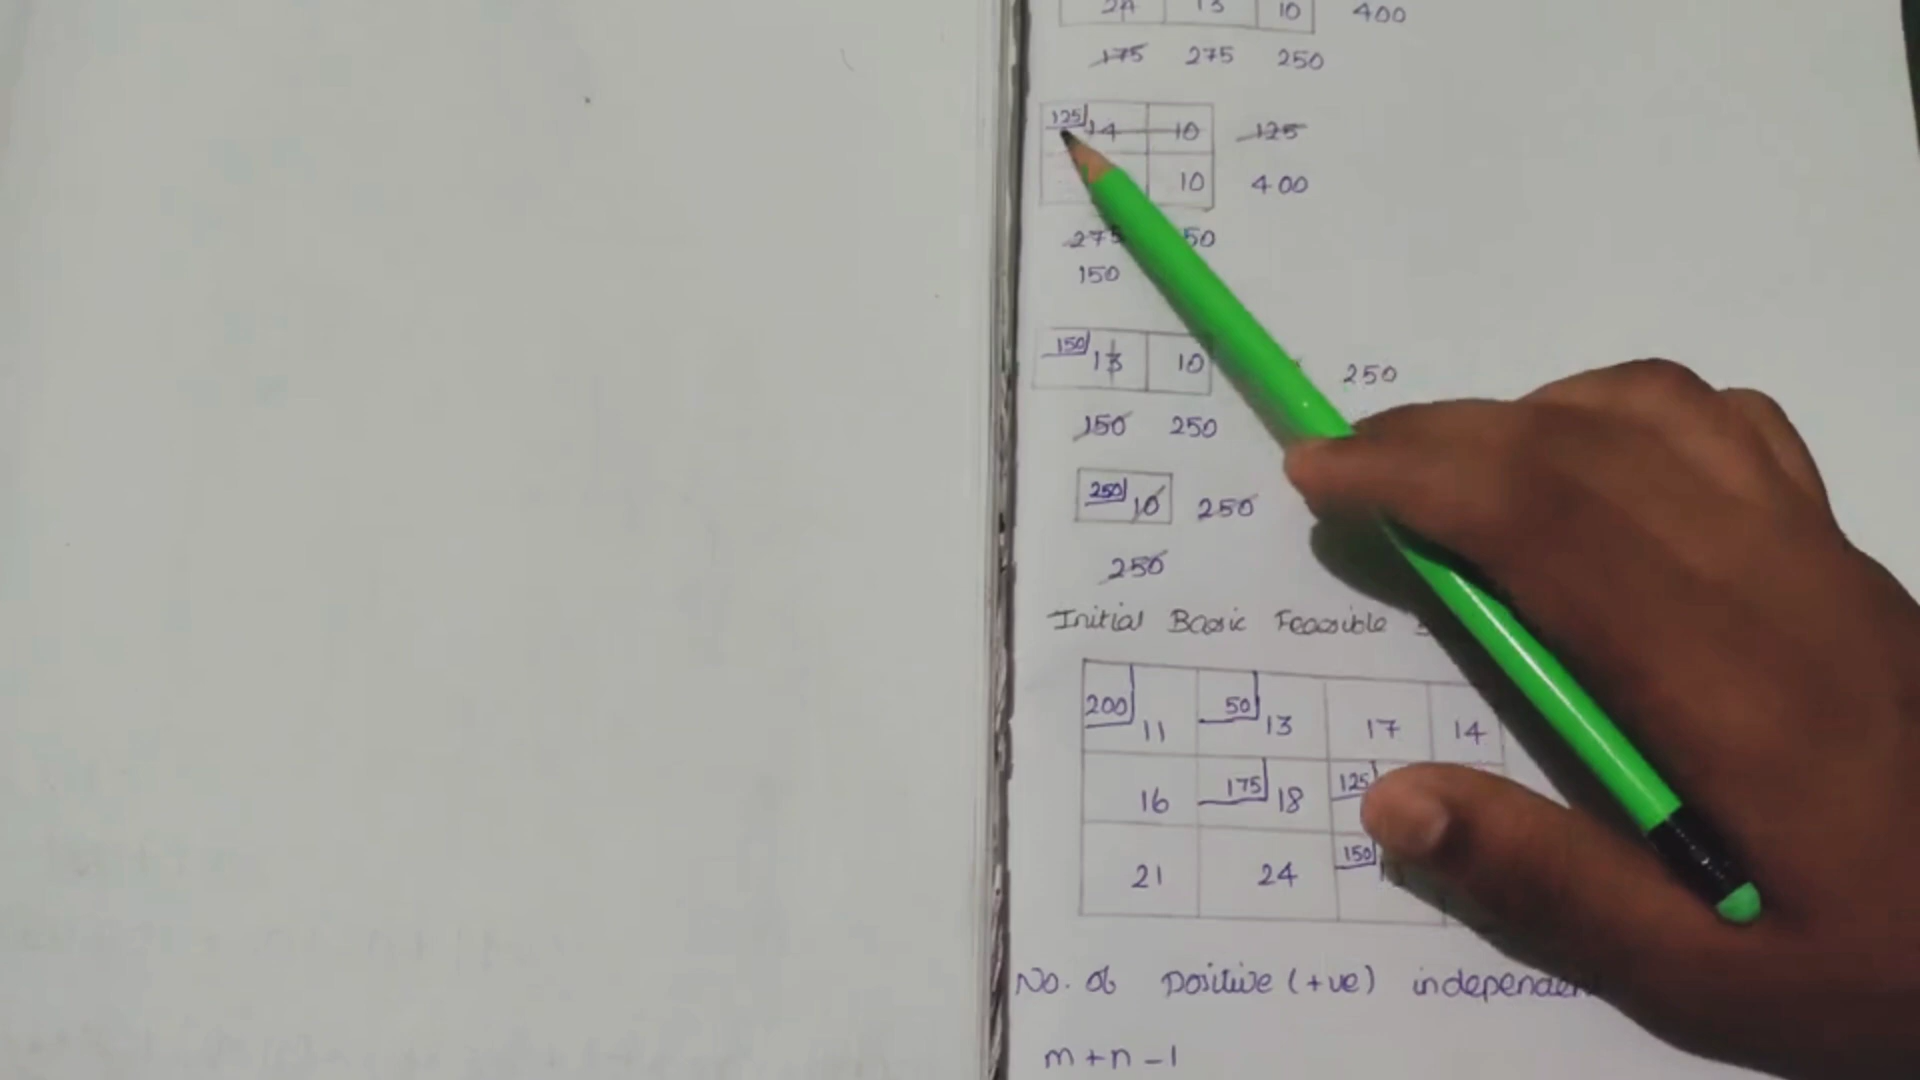 24 13 10 400
175 275 250
125 14 10 125
10 400
275
150
150 13 10 250
150 250
250 10 250
250
Initial Basic Feasible
200 11 50 13 17 14
16 175 18 125
21 24 150
No. of Positive (+ve) independent
m+n-1